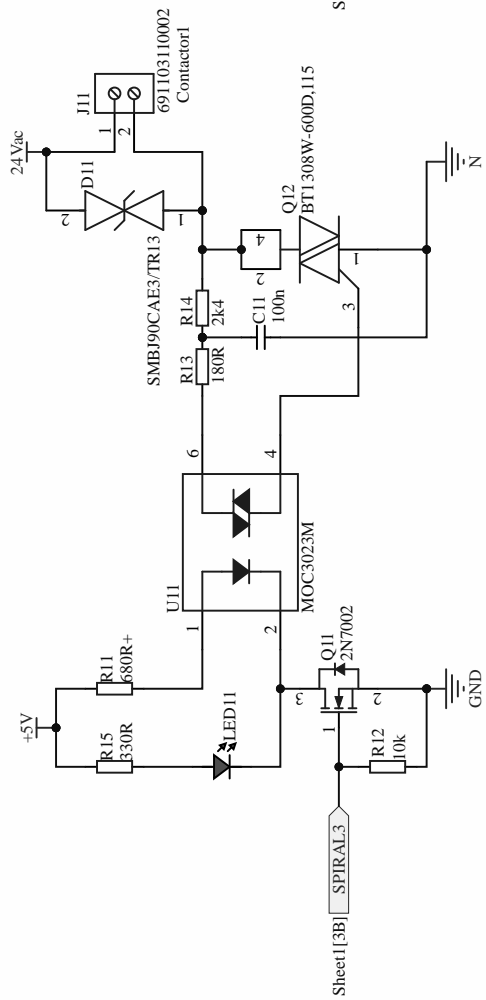 S
24Vac
J11
1
2
691103110002
Contactor1
D11
2
1
SMBJ90CAE3/TR13
Q12
BT1308W-600D,115
4
2
1
3
N
R14
2k4
C11
100n
R13
180R
6
4
U11
MOC3023M
1
2
+5V
R11
680R+
R15
330R
LED11
Q11
2N7002
3
1
2
R12
10k
GND
SPIRAL3
Sheet1[3B]